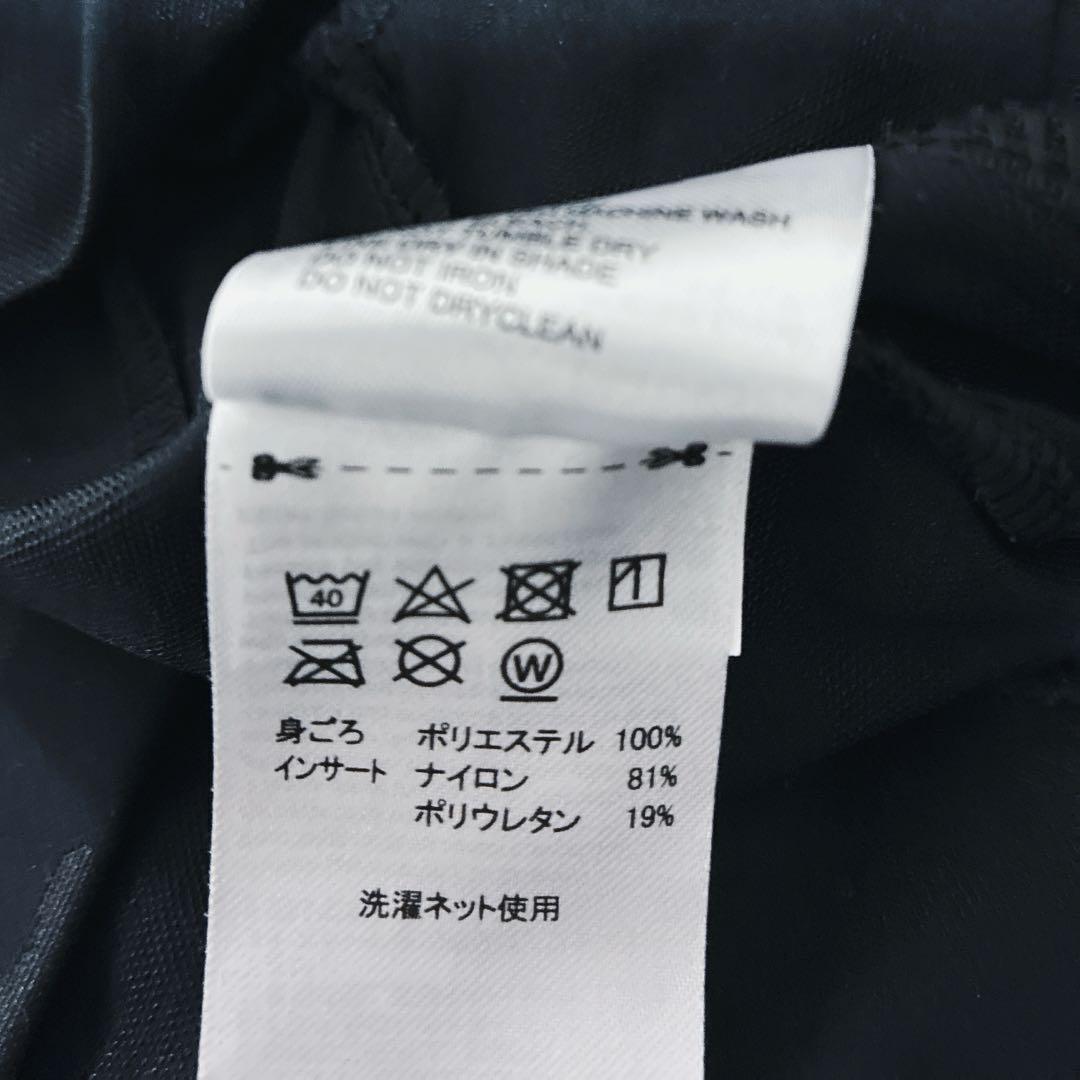 MACHINE WASH
TUMBLE DRY
DRY IN SHADE
DO NOT IRON
DO NOT DRYCLEAN
40
W
身ごろ ポリエステル 100%
インサート ナイロン 81%
ポリウレタン 19%
洗濯ネット使用